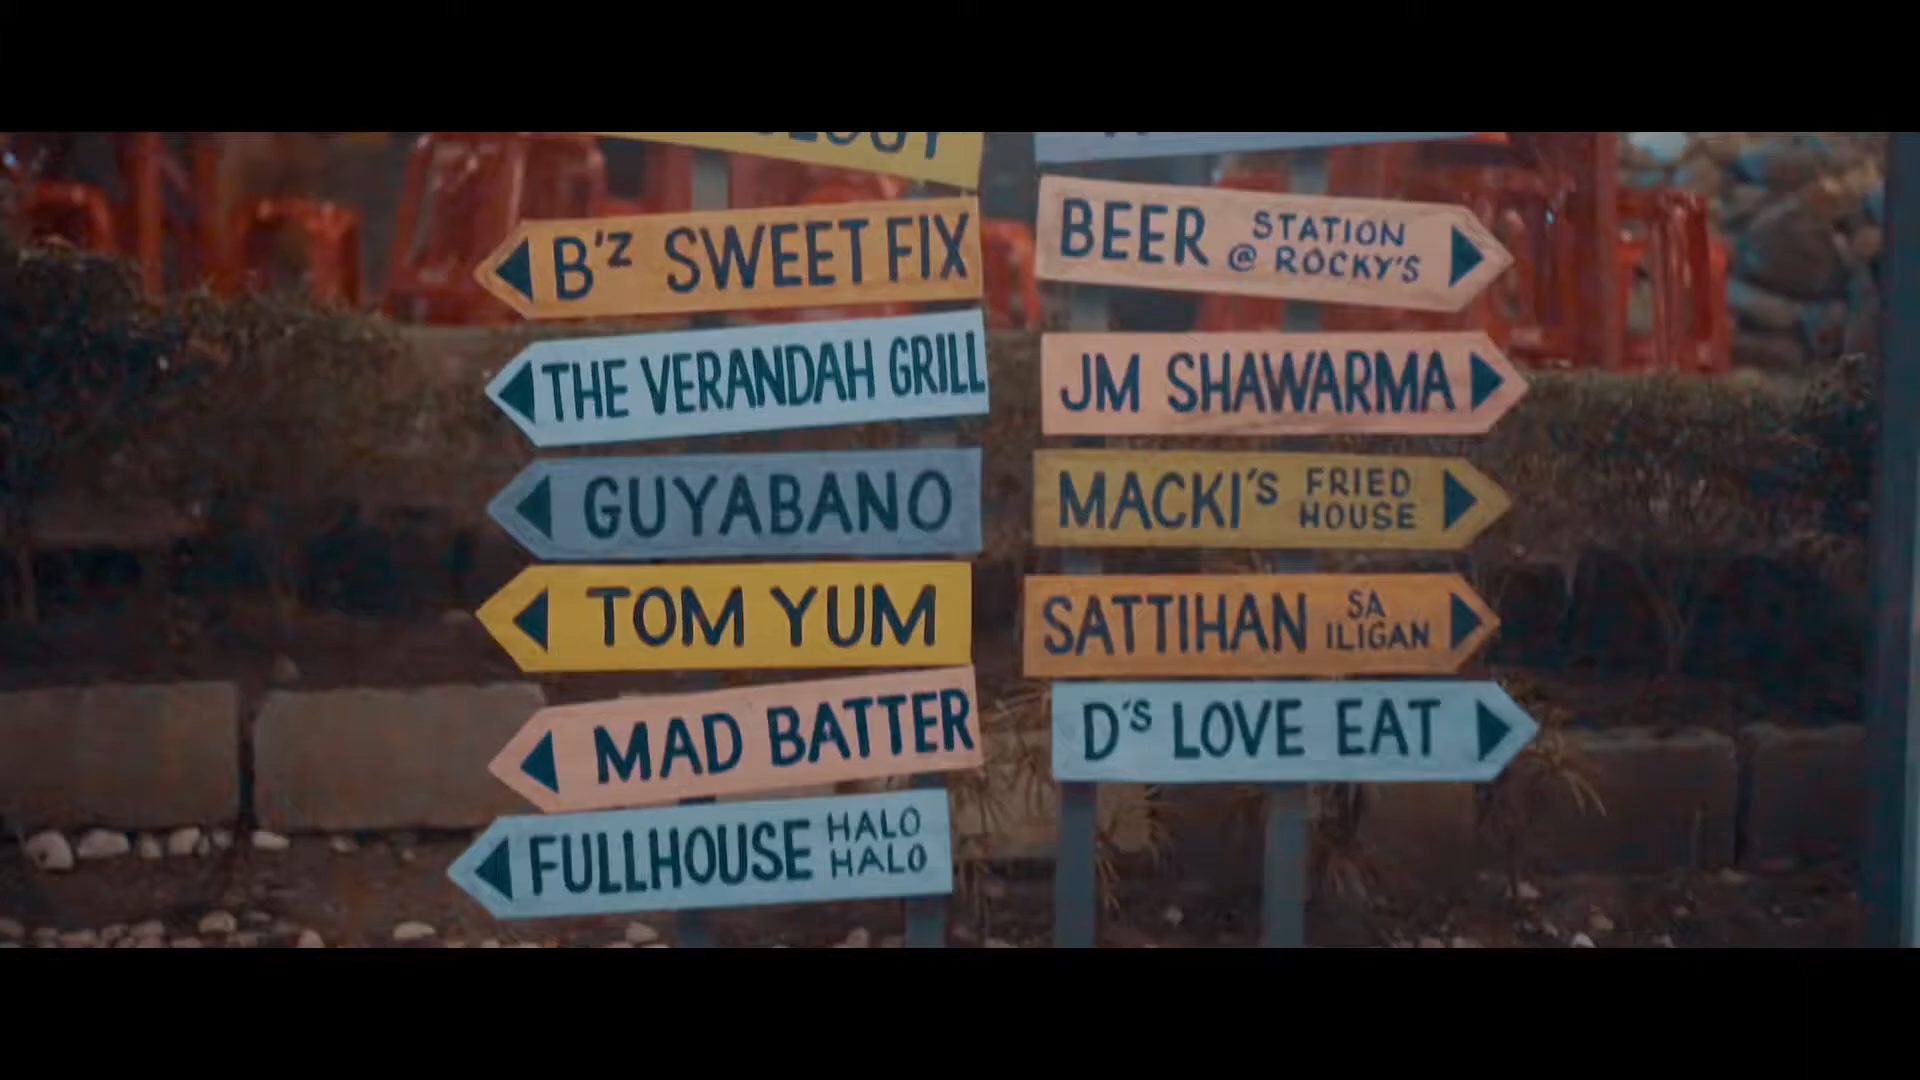 B'z SWEET FIX
THE VERANDAH GRILL
GUYABANO
TOM YUM
MAD BATTER
FULLHOUSE HALO HALO
BEER STATION @ ROCKY'S
JM SHAWARMA
MACKI'S FRIED HOUSE
SATTIHAN SA ILIGAN
D'S LOVE EAT